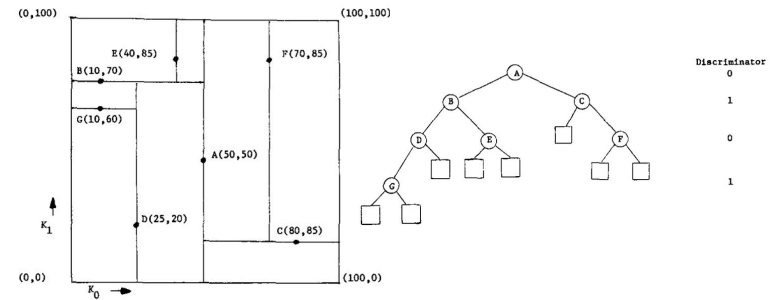 (0,100)
(100,100)
E(40,85)
F(70,85)
B(10,70)
G(10,60)
A(50,50)
D(25,20)
C(80,85)
K1
(0,0)
K0
(100,0)
Discriminator
A
0
B
C
1
D
E
F
0
G
1